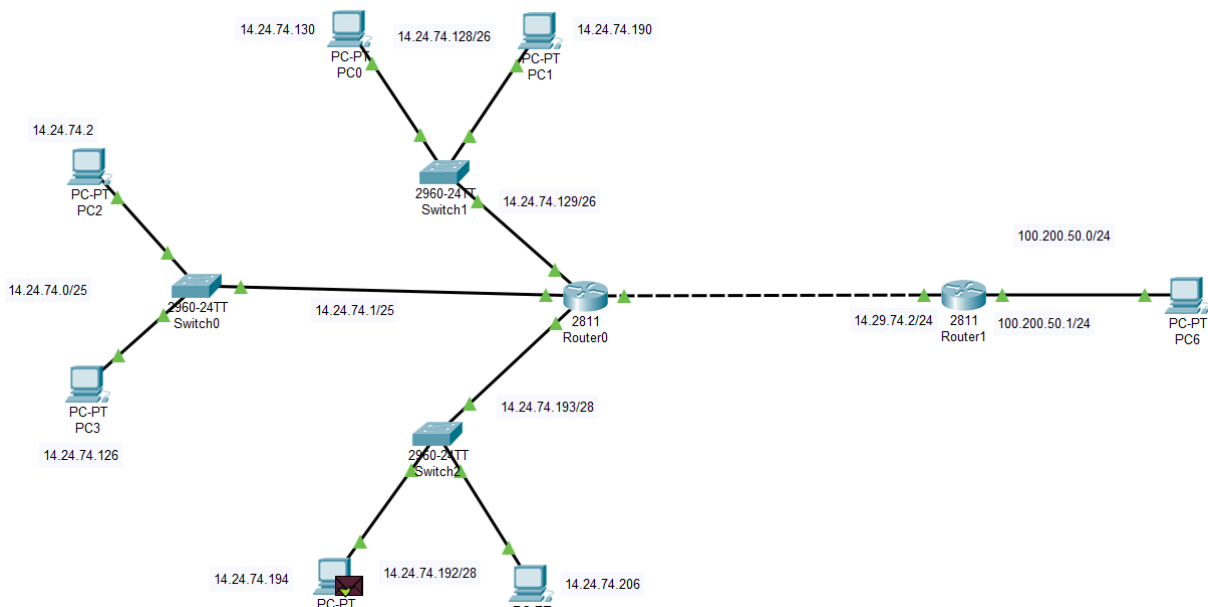 14.24.74.130
14.24.74.128/26
14.24.74.190
PC-PT
PC0
PC-PT
PC1
14.24.74.2
PC-PT
PC2
2960-24TT
Switch1
14.24.74.129/26
100.200.50.0/24
14.24.74.0/25
2960-24TT
Switch0
14.24.74.1/25
2811
Router0
14.29.74.2/24
2811
Router1
100.200.50.1/24
PC-PT
PC6
PC-PT
PC3
14.24.74.126
14.24.74.193/28
2960-24TT
Switch2
14.24.74.194
14.24.74.192/28
14.24.74.206
PC-PT